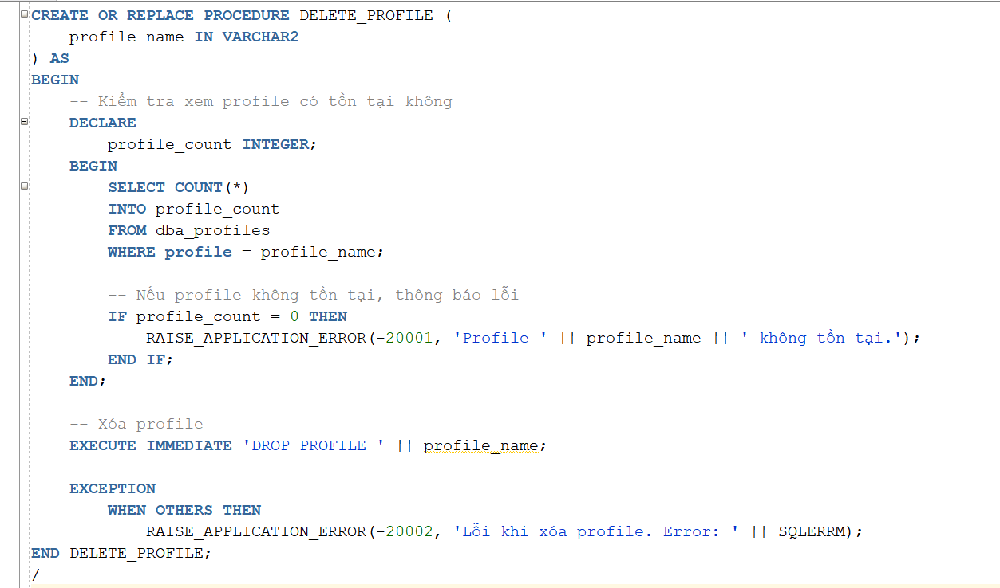 CREATE OR REPLACE PROCEDURE DELETE_PROFILE (
    profile_name IN VARCHAR2
) AS
BEGIN
    -- Kiểm tra xem profile có tồn tại không
    DECLARE
        profile_count INTEGER;
    BEGIN
        SELECT COUNT(*)
        INTO profile_count
        FROM dba_profiles
        WHERE profile = profile_name;

        -- Nếu profile không tồn tại, thông báo lỗi
        IF profile_count = 0 THEN
            RAISE_APPLICATION_ERROR(-20001, 'Profile ' || profile_name || ' không tồn tại.');
        END IF;
    END;

    -- Xóa profile
    EXECUTE IMMEDIATE 'DROP PROFILE ' || profile_name;

    EXCEPTION
        WHEN OTHERS THEN
            RAISE_APPLICATION_ERROR(-20002, 'Lỗi khi xóa profile. Error: ' || SQLERRM);
END DELETE_PROFILE;
/